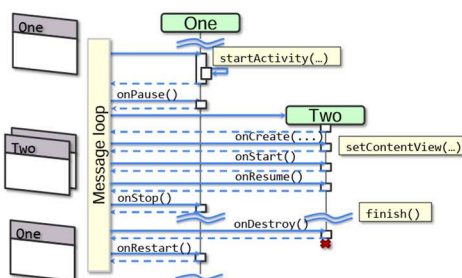 One
One
startActivity(…)
onPause()
Two
onCreate(...)
setContentView(…)
Two
onStart()
onResume()
Message loop
onStop()
finish()
onDestroy()
One
onRestart()